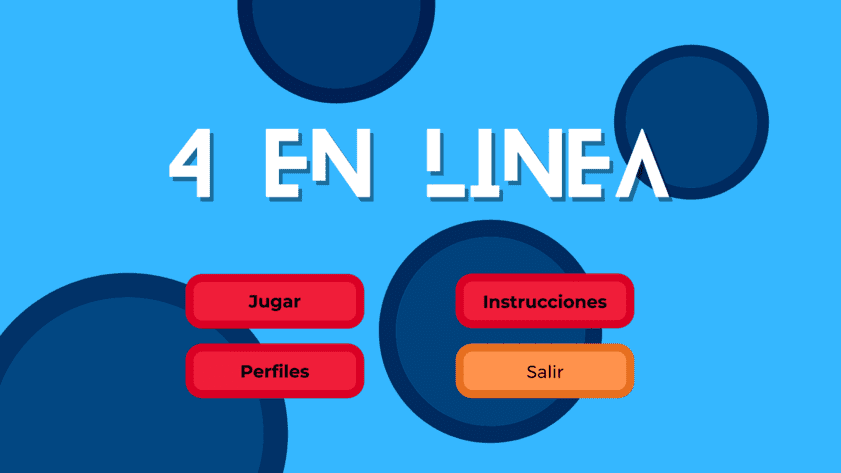 4 EN LINEA
Jugar
Instrucciones
Perfiles
Salir